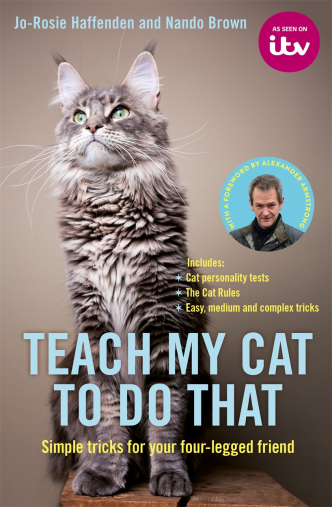 Jo-Rosie Haffenden and Nando Brown
AS SEEN ON
itv
WITH A FOREWORD BY ALEXANDER ARMSTRONG
Includes:
* Cat personality tests
* The Cat Rules
* Easy, medium and complex tricks
TEACH MY CAT
TO DO THAT
Simple tricks for your four-legged friend